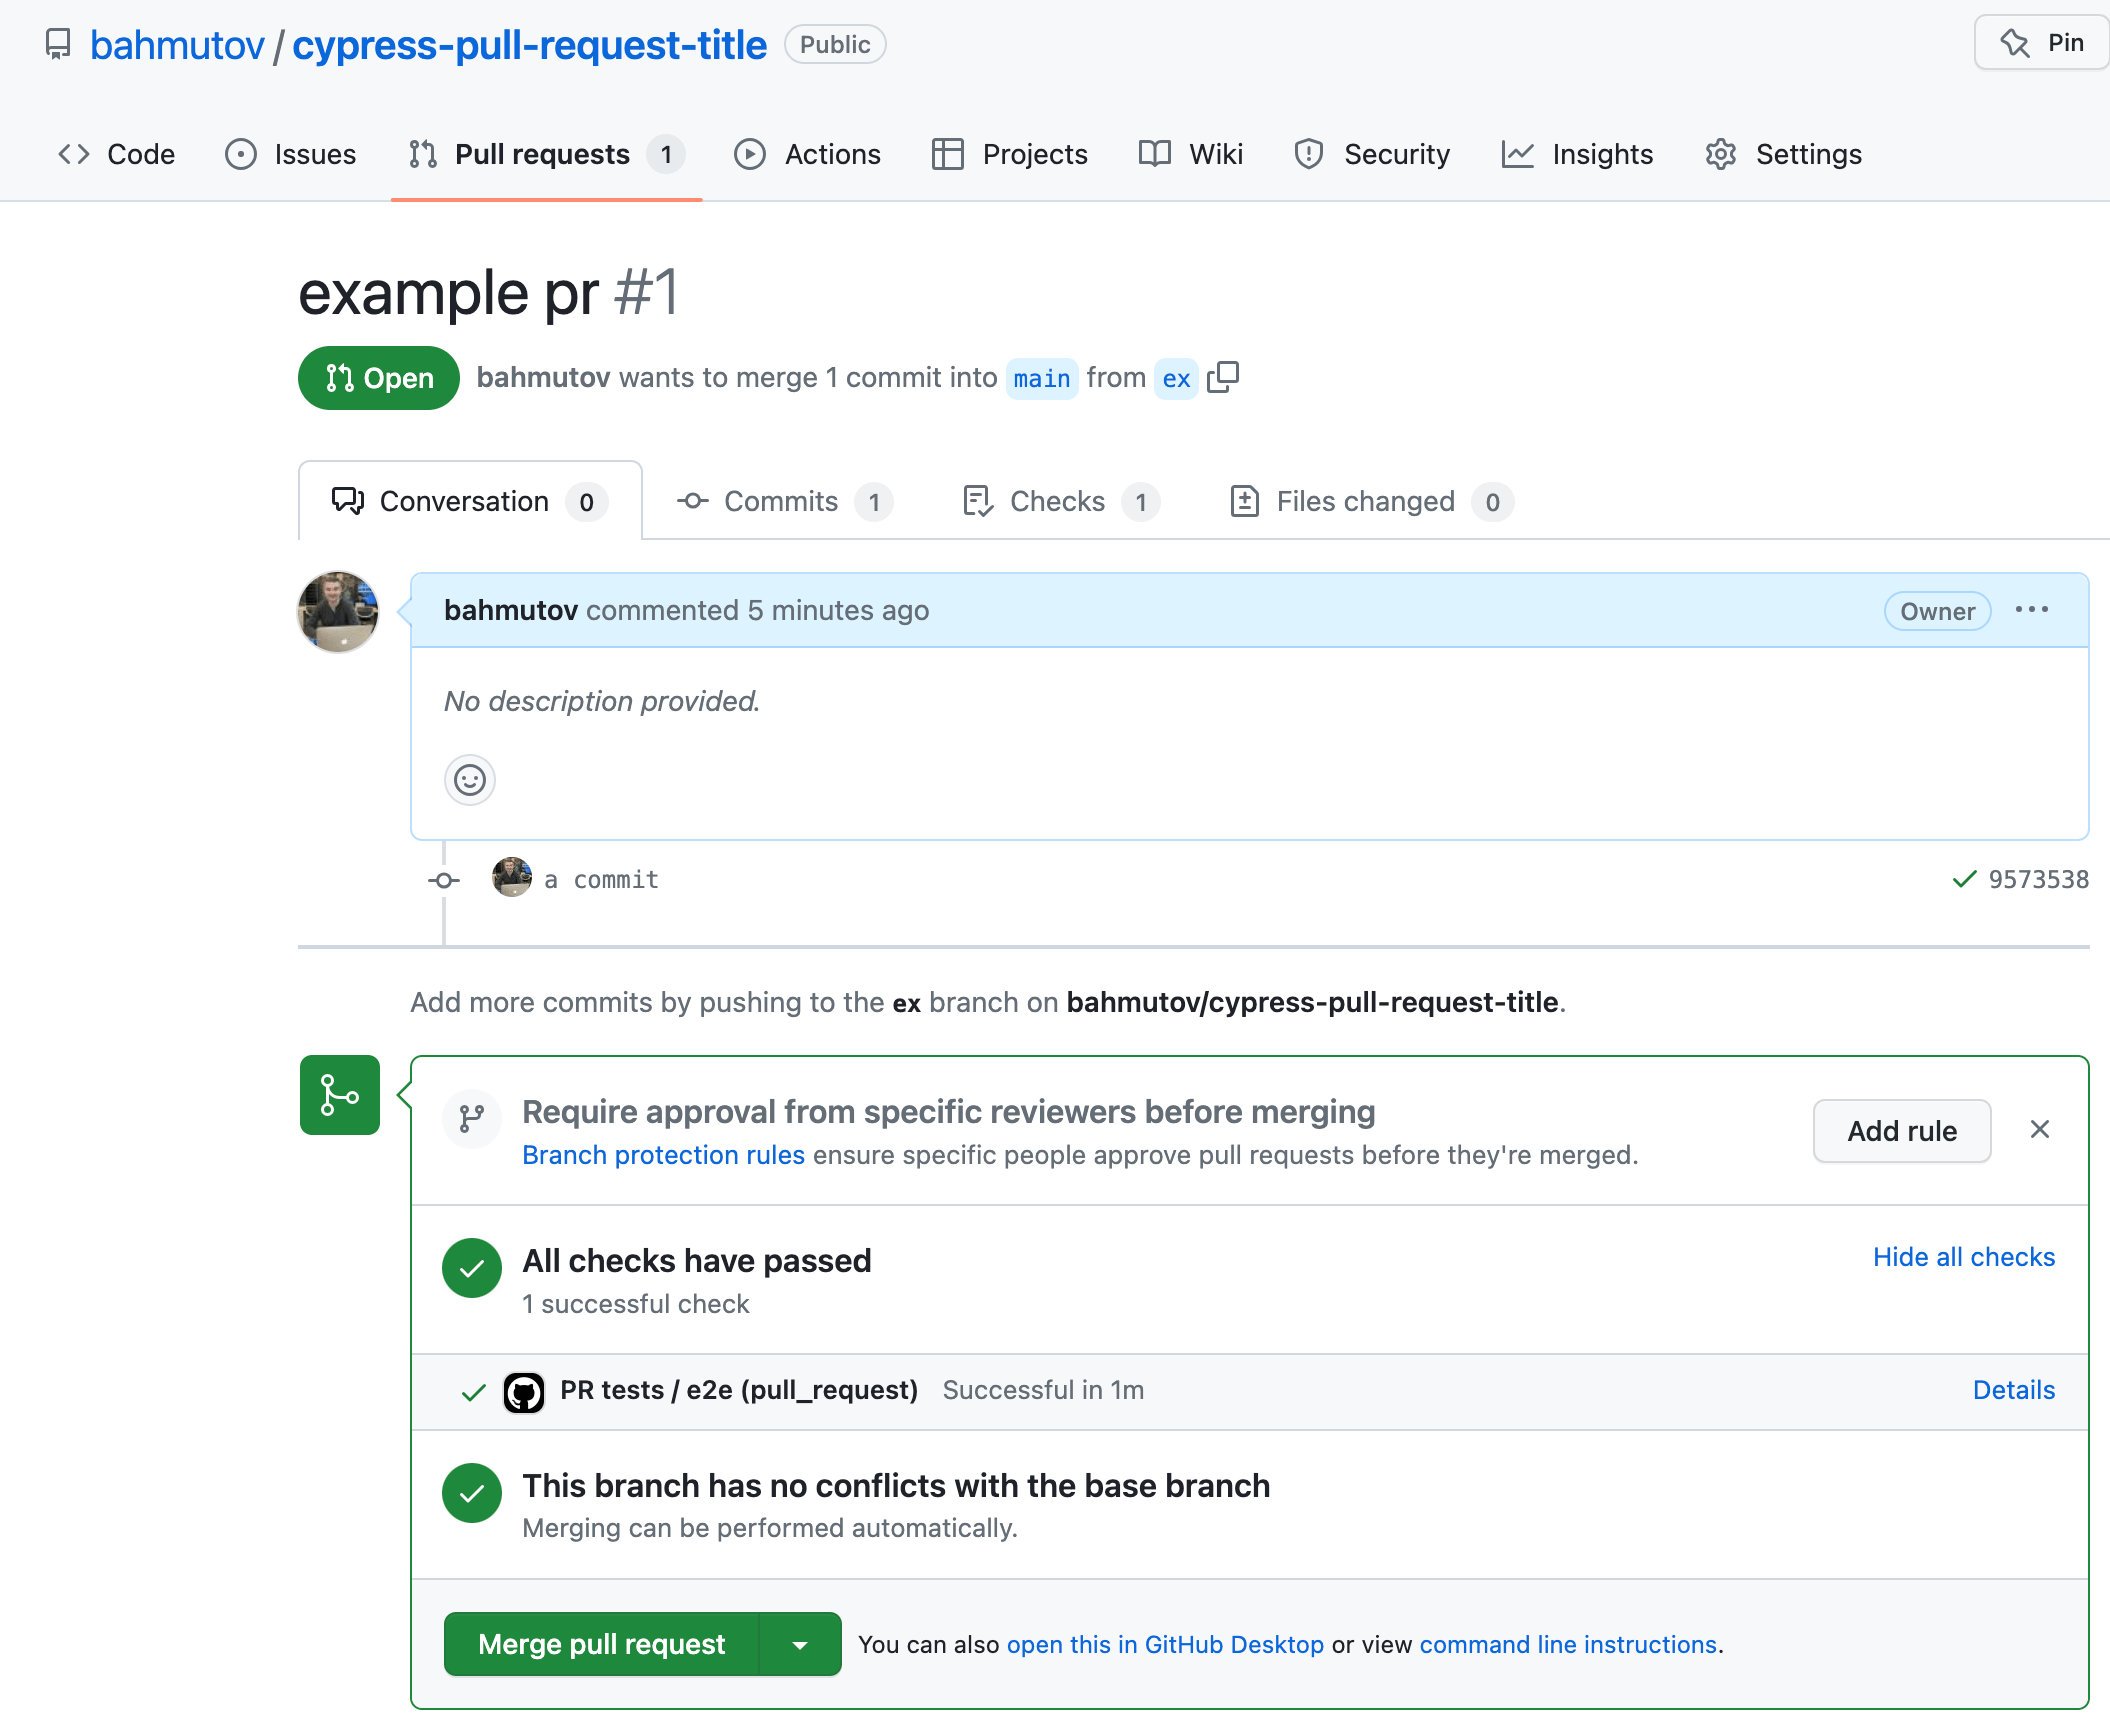 bahmutov / cypress-pull-request-title Public Pin
Code Issues Pull requests 1 Actions Projects Wiki Security Insights Settings
example pr #1
Open bahmutov wants to merge 1 commit into main from ex
Conversation 0 Commits 1 Checks 1 Files changed 0
bahmutov commented 5 minutes ago Owner
No description provided.
a commit 9573538
Add more commits by pushing to the ex branch on bahmutov/cypress-pull-request-title.
Require approval from specific reviewers before merging
Branch protection rules ensure specific people approve pull requests before they're merged.
Add rule
All checks have passed
Hide all checks
1 successful check
PR tests / e2e (pull_request) Successful in 1m Details
This branch has no conflicts with the base branch
Merging can be performed automatically.
Merge pull request You can also open this in GitHub Desktop or view command line instructions.